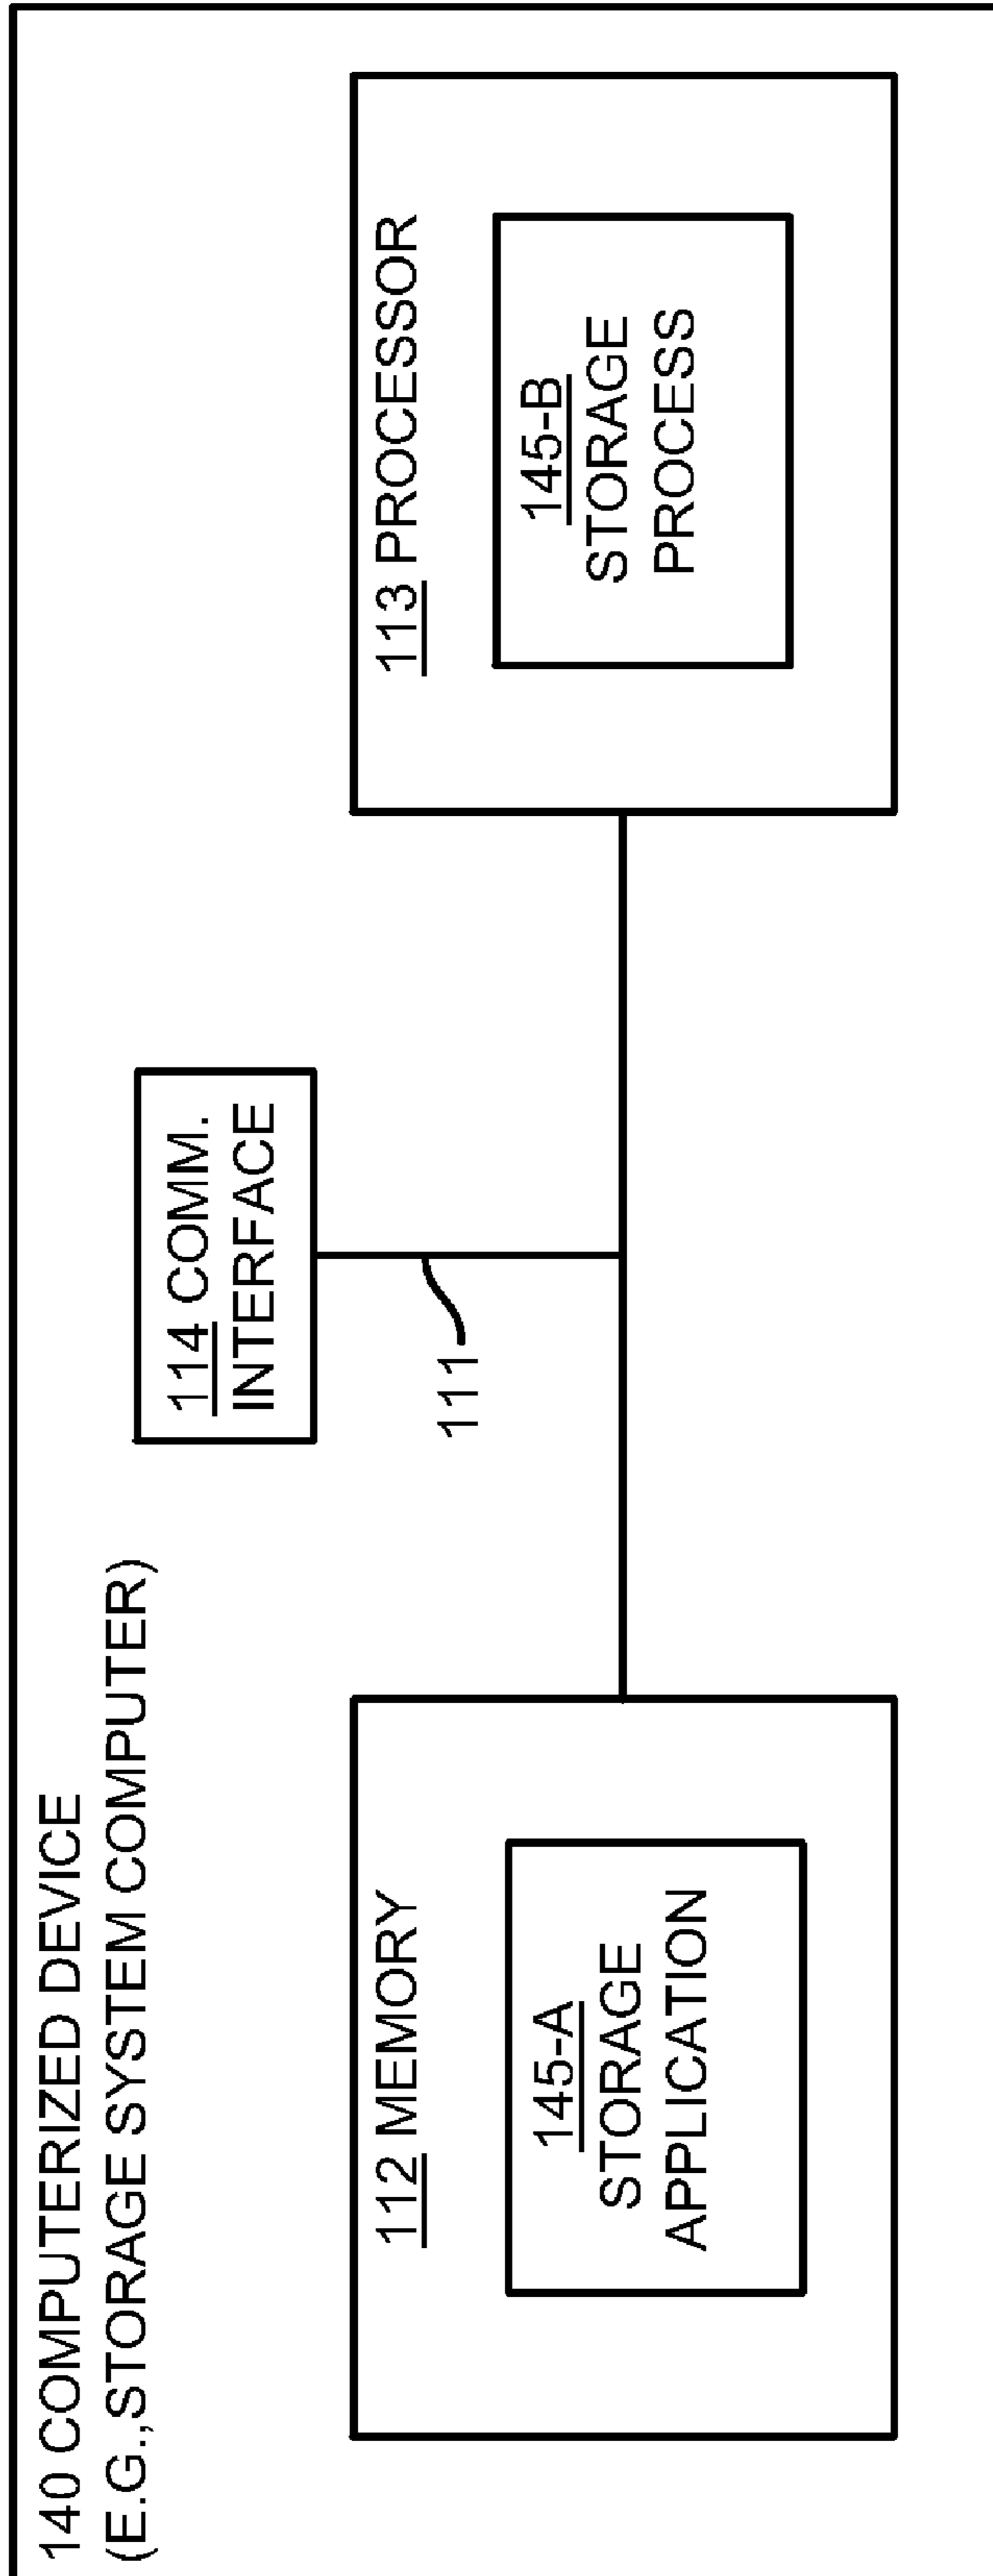 140 COMPUTERIZED DEVICE
(E.G.,STORAGE SYSTEM COMPUTER)
114 COMM.
INTERFACE
111
112 MEMORY
145-A
STORAGE
APPLICATION
113 PROCESSOR
145-B
STORAGE
PROCESS